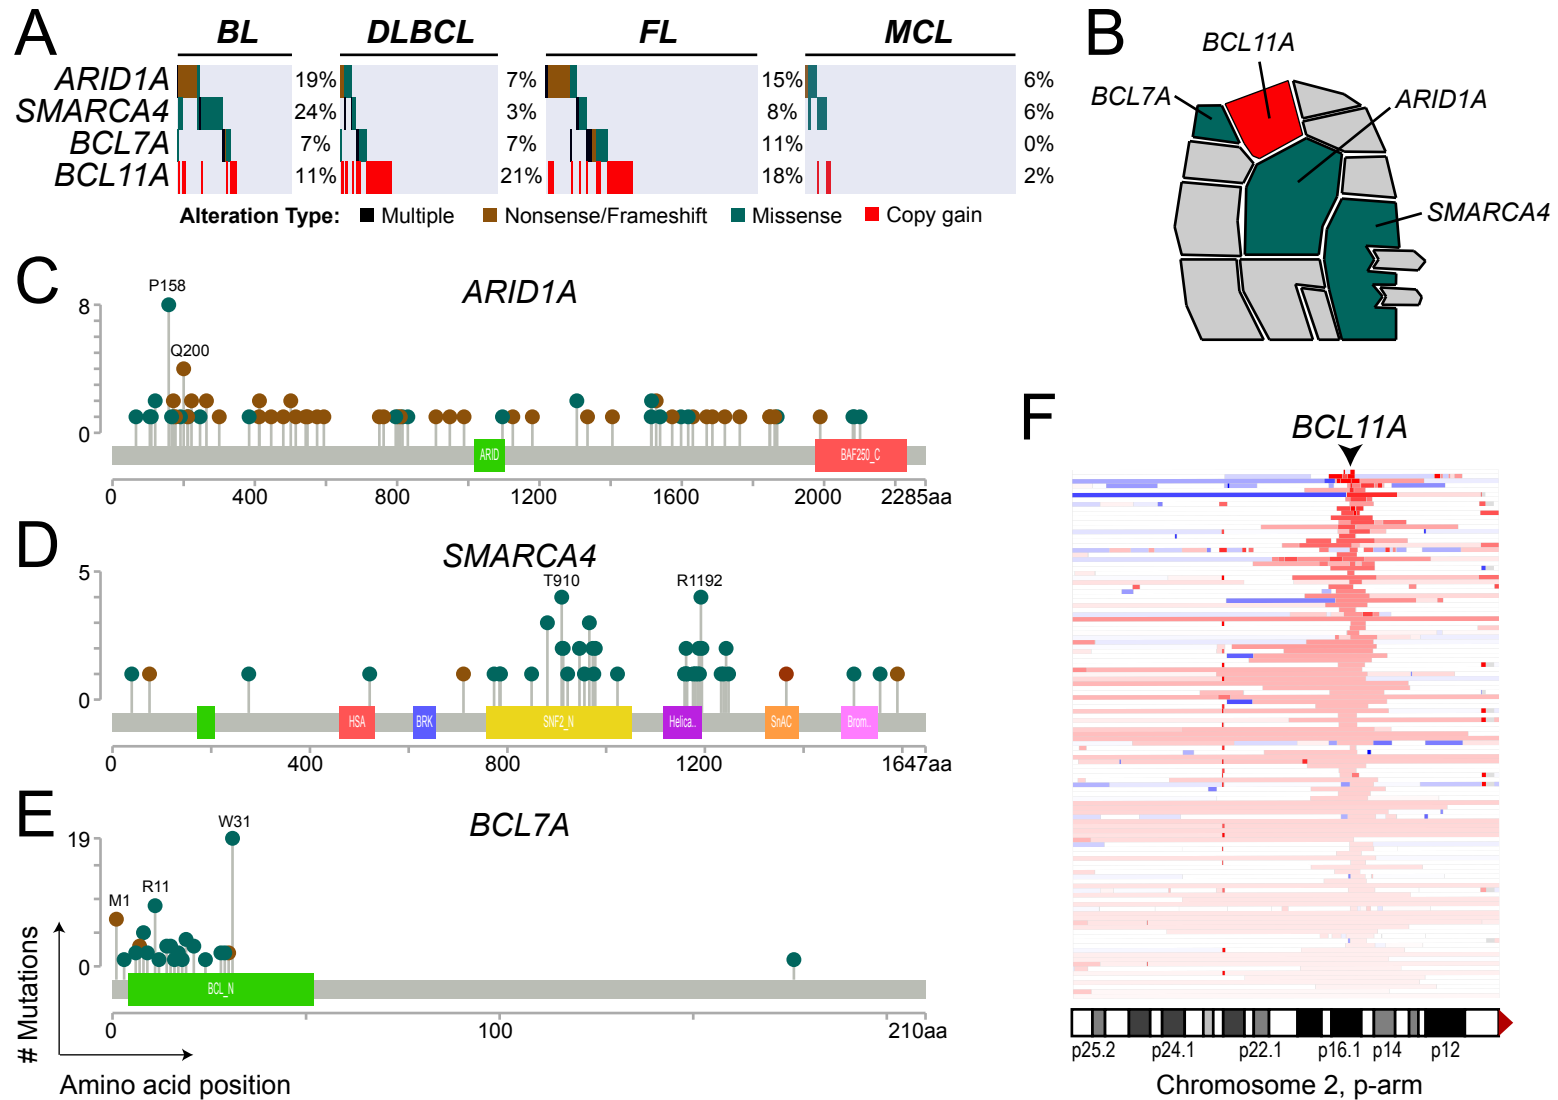 A
BL DLBCL FL MCL
ARID1A 19% 7% 15% 6%
SMARCA4 24% 3% 8% 6%
BCL7A 7% 7% 11% 0%
BCL11A 11% 21% 18% 2%
Alteration Type: Multiple Nonsense/Frameshift Missense Copy gain
B
BCL11A
BCL7A
ARID1A
SMARCA4
C
ARID1A
P158
Q200
8
0
ARID
BAF250_C
0 400 800 1200 1600 2000 2285aa
D
SMARCA4
T910
R1192
5
0
HSA
BRK
SNF2_N
Helica..
SnAC
Brom..
0 400 800 1200 1647aa
E
BCL7A
W31
R11
M1
19
0
BCL_N
0 100 210aa
# Mutations
Amino acid position
F
BCL11A
p25.2 p24.1 p22.1 p16.1 p14 p12
Chromosome 2, p-arm